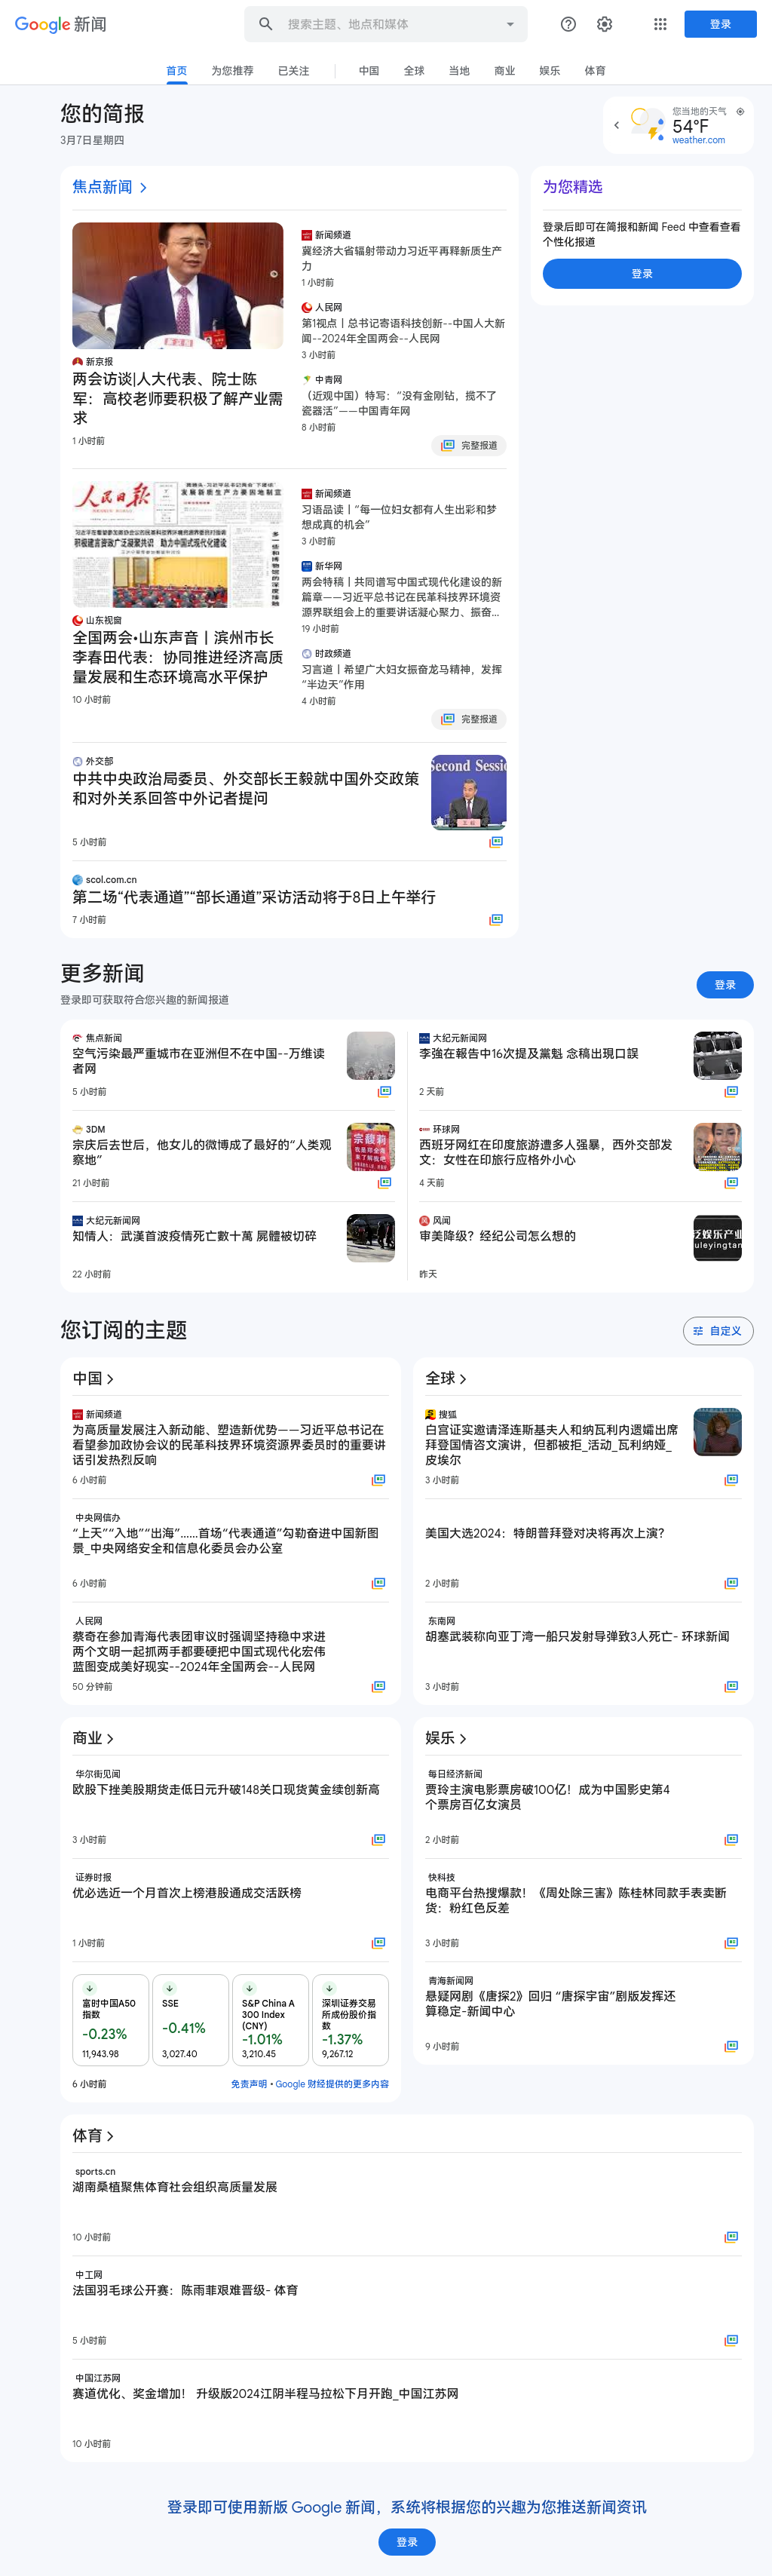 Google 新闻
搜索主题、地点和媒体
登录
首页
为您推荐
已关注
中国
全球
当地
商业
娱乐
体育
您的简报
3月7日星期四
您当地的天气
54°F
weather.com
焦点新闻
新京报
两会访谈|人大代表、院士陈
军：高校老师要积极了解产业需
求
1 小时前
新闻频道
冀经济大省辐射带动力习近平再释新质生产
力
1 小时前
人民网
第1视点丨总书记寄语科技创新--中国人大新
闻--2024年全国两会--人民网
3 小时前
中青网
（近观中国）特写：“没有金刚钻，揽不了
瓷器活”——中国青年网
8 小时前
完整报道
人民日报
山东视窗
全国两会•山东声音丨滨州市长
李春田代表：协同推进经济高质
量发展和生态环境高水平保护
10 小时前
新闻频道
习语品读丨“每一位妇女都有人生出彩和梦
想成真的机会”
3 小时前
新华网
两会特稿丨共同谱写中国式现代化建设的新
篇章——习近平总书记在民革科技界环境资
源界联组会上的重要讲话凝心聚力、振奋...
19 小时前
时政频道
习言道丨希望广大妇女振奋龙马精神，发挥
“半边天”作用
4 小时前
完整报道
外交部
中共中央政治局委员、外交部长王毅就中国外交政策
和对外关系回答中外记者提问
5 小时前
Second Sessio
scol.com.cn
第二场“代表通道”“部长通道”采访活动将于8日上午举行
7 小时前
为您精选
登录后即可在简报和新闻 Feed 中查看查看
个性化报道
登录
更多新闻
登录即可获取符合您兴趣的新闻报道
登录
焦点新闻
空气污染最严重城市在亚洲但不在中国--万维读
者网
5 小时前
大纪元新闻网
李強在報告中16次提及黨魁 念稿出現口誤
2 天前
3DM
宗庆后去世后，他女儿的微博成了最好的“人类观
察地”
21 小时前
宗馥莉
环球网
西班牙网红在印度旅游遭多人强暴，西外交部发
文：女性在印旅行应格外小心
4 天前
大纪元新闻网
知情人：武漢首波疫情死亡數十萬 屍體被切碎
22 小时前
风闻
审美降级？经纪公司怎么想的
昨天
泛娱乐产业
uleyingtan
您订阅的主题
自定义
中国
新闻频道
为高质量发展注入新动能、塑造新优势——习近平总书记在
看望参加政协会议的民革科技界环境资源界委员时的重要讲
话引发热烈反响
6 小时前
中央网信办
“上天”“入地”“出海”……首场“代表通道”勾勒奋进中国新图
景_中央网络安全和信息化委员会办公室
6 小时前
人民网
蔡奇在参加青海代表团审议时强调坚持稳中求进
两个文明一起抓两手都要硬把中国式现代化宏伟
蓝图变成美好现实--2024年全国两会--人民网
50 分钟前
全球
搜狐
白宫证实邀请泽连斯基夫人和纳瓦利内遗孀出席
拜登国情咨文演讲，但都被拒_活动_瓦利纳娅_
皮埃尔
3 小时前
美国大选2024：特朗普拜登对决将再次上演？
2 小时前
东南网
胡塞武装称向亚丁湾一船只发射导弹致3人死亡- 环球新闻
3 小时前
商业
华尔街见闻
欧股下挫美股期货走低日元升破148关口现货黄金续创新高
3 小时前
证券时报
优必选近一个月首次上榜港股通成交活跃榜
1 小时前
富时中国A50
指数
-0.23%
11,943.98
SSE
-0.41%
3,027.40
S&P China A
300 Index
(CNY)
-1.01%
3,210.45
深圳证券交易
所成份股价指
数
-1.37%
9,267.12
6 小时前
免责声明 • Google 财经提供的更多内容
娱乐
每日经济新闻
贾玲主演电影票房破100亿！成为中国影史第4
个票房百亿女演员
2 小时前
快科技
电商平台热搜爆款！《周处除三害》陈桂林同款手表卖断
货：粉红色反差
3 小时前
青海新闻网
悬疑网剧《唐探2》回归 “唐探宇宙”剧版发挥还
算稳定-新闻中心
9 小时前
体育
sports.cn
湖南桑植聚焦体育社会组织高质量发展
10 小时前
中工网
法国羽毛球公开赛：陈雨菲艰难晋级- 体育
5 小时前
中国江苏网
赛道优化、奖金增加！ 升级版2024江阴半程马拉松下月开跑_中国江苏网
10 小时前
登录即可使用新版 Google 新闻，系统将根据您的兴趣为您推送新闻资讯
登录